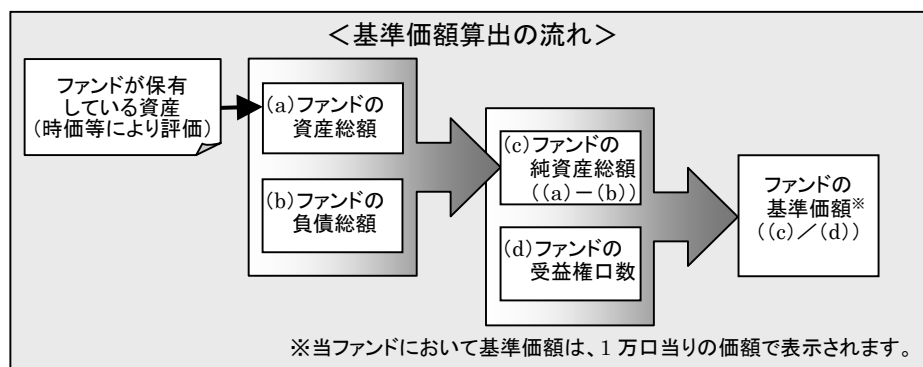 ＜基準価額算出の流れ＞
ファンドが保有
している資産
(時価等により評価)
(a)ファンドの
資産総額
(b)ファンドの
負債総額
(c)ファンドの
純資産総額
((a)－(b))
(d)ファンドの
受益権口数
ファンドの
基準価額※
((c)／(d))
※当ファンドにおいて基準価額は、1万口当りの価額で表示されます。